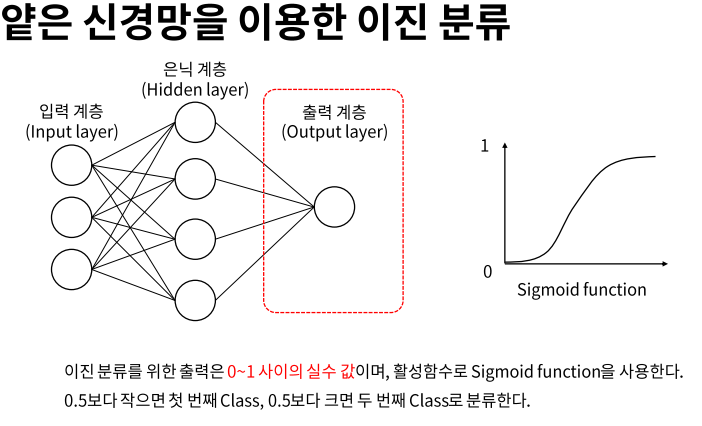 얕은 신경망을 이용한 이진 분류
은닉 계층
(Hidden layer)
입력 계층
(Input layer)
출력 계층
(Output layer)
1
0
Sigmoid function
이진 분류를 위한 출력은 0~1 사이의 실수 값이며, 활성함수로 Sigmoid function을 사용한다.
0.5보다 작으면 첫 번째 Class, 0.5보다 크면 두 번째 Class로 분류한다.